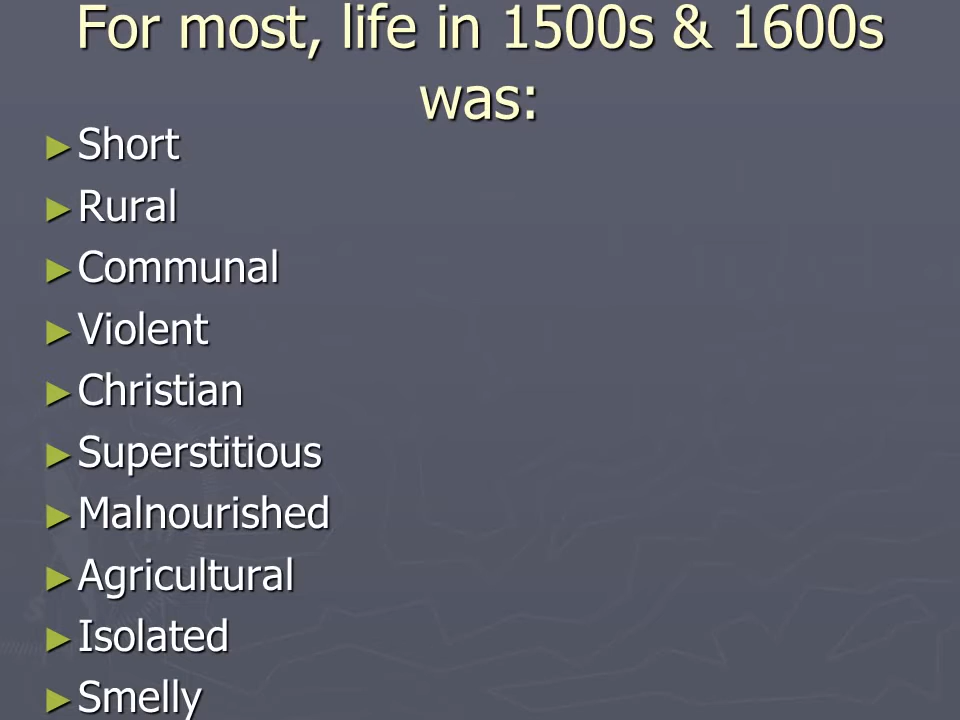 For most, life in 1500s & 1600s
was:
► Short
► Rural
► Communal
► Violent
► Christian
► Superstitious
► Malnourished
► Agricultural
► Isolated
► Smelly